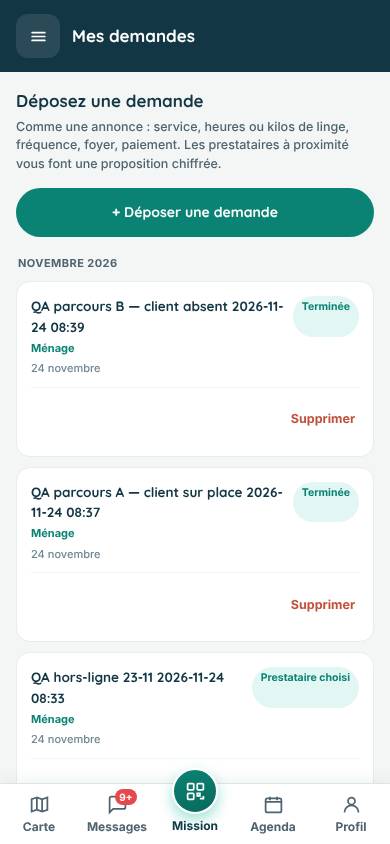 Mes demandes
Déposez une demande
Comme une annonce : service, heures ou kilos de linge,
fréquence, foyer, paiement. Les prestataires à proximité
vous font une proposition chiffrée.
+ Déposer une demande
NOVEMBRE 2026
QA parcours B — client absent 2026-11-
24 08:39
Terminée
Ménage
24 novembre
Supprimer
QA parcours A — client sur place 2026-
11-24 08:37
Terminée
Ménage
24 novembre
Supprimer
QA hors-ligne 23-11 2026-11-24
08:33
Prestataire choisi
Ménage
24 novembre
9+
Carte
Messages
Mission
Agenda
Profil